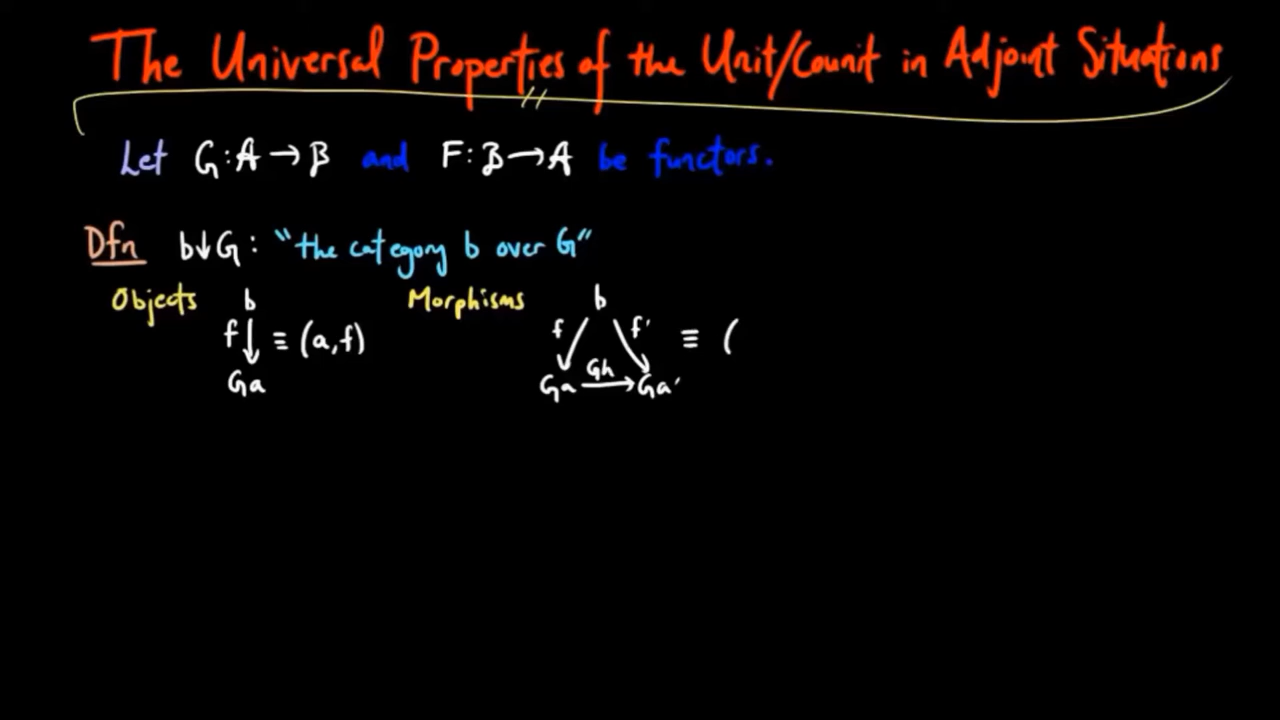 The Universal Properties of the Unit/Counit in Adjoint Situations
Let G: A → B and F: B → A be functors.
Dfn b↓G: "the category b over G"
Objects b Morphisms b
f ↓ ≡ (a,f) f f' ≡ (
Ga Ga Gh → Ga'